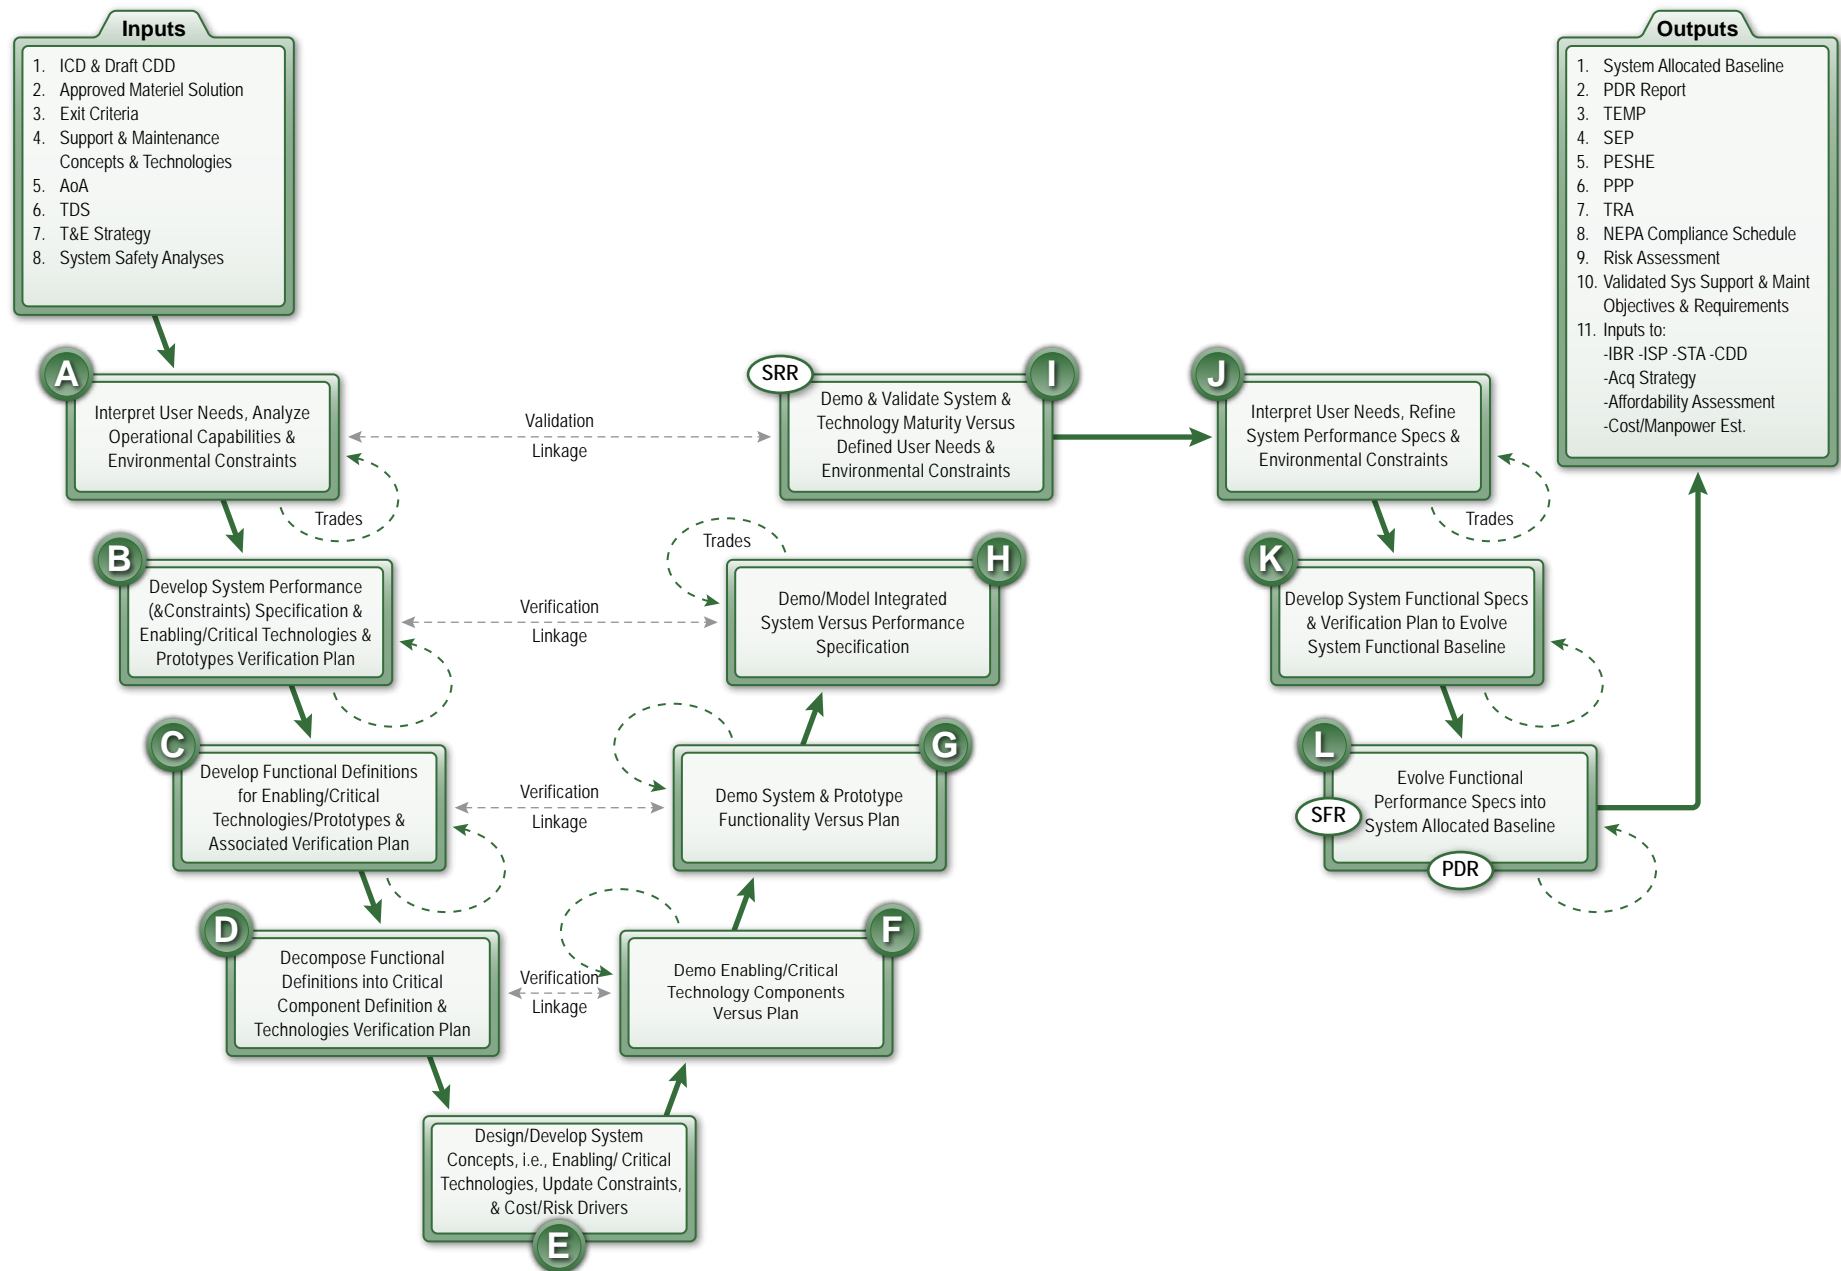 Inputs
1. ICD & Draft CDD
2. Approved Materiel Solution
3. Exit Criteria
4. Support & Maintenance
Concepts & Technologies
5. AoA
6. TDS
7. T&E Strategy
8. System Safety Analyses
Outputs
1. System Allocated Baseline
2. PDR Report
3. TEMP
4. SEP
5. PESHE
6. PPP
7. TRA
8. NEPA Compliance Schedule
9. Risk Assessment
10. Validated Sys Support & Maint
Objectives & Requirements
11. Inputs to:
-IBR -ISP -STA -CDD
-Acq Strategy
-Affordability Assessment
-Cost/Manpower Est.
A
Interpret User Needs, Analyze
Operational Capabilities &
Environmental Constraints
Trades
Validation
Linkage
SRR
I
Demo & Validate System &
Technology Maturity Versus
Defined User Needs
& Environmental Constraints
J
Interpret User Needs, Refine
System Performance Specs &
Environmental Constraints
Trades
B
Develop System Performance
(&Constraints) Specification &
Enabling/Critical Technologies &
Prototypes Verification Plan
Verification
Linkage
Trades
H
Demo/Model Integrated
System Versus Performance
Specification
K
Develop System Functional Specs
& Verification Plan to Evolve
System Functional Baseline
C
Develop Functional Definitions
for Enabling/Critical
Technologies/Prototypes &
Associated Verification Plan
Verification
Linkage
G
Demo System & Prototype
Functionality Versus Plan
L
Evolve Functional
Performance Specs into
System Allocated Baseline
SFR
PDR
D
Decompose Functional
Definitions into Critical
Component Definition &
Technologies Verification Plan
Verification
Linkage
F
Demo Enabling/Critical
Technology Components
Versus Plan
Design/Develop System
Concepts, i.e., Enabling/ Critical
Technologies, Update Constraints,
& Cost/Risk Drivers
E